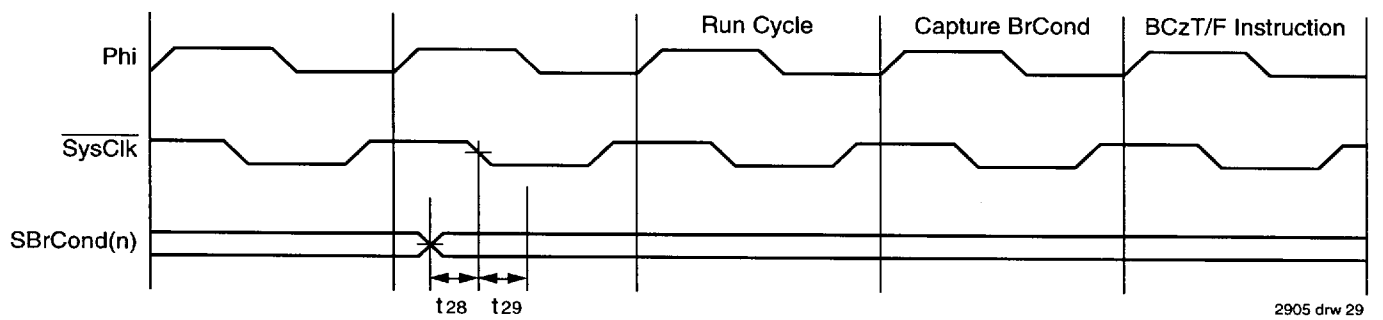 Run Cycle
Capture BrCond
BCzT/F Instruction
Phi
SysClk
SBrCond(n)
t28
t29
2905 drw 29